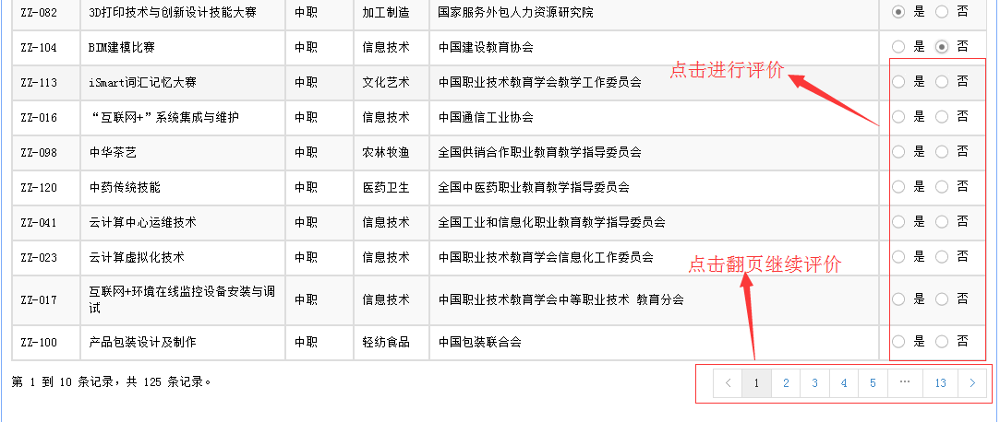 ZZ-082 3D打印技术与创新设计技能大赛 中职 加工制造 国家服务外包人力资源研究院 是 否
ZZ-104 BIM建模比赛 中职 信息技术 中国建设教育协会 是 否
点击进行评价
ZZ-113 iSmart词汇记忆大赛 中职 文化艺术 中国职业技术教育学会教学工作委员会 是 否
ZZ-016 “互联网+”系统集成与维护 中职 信息技术 中国通信工业协会 是 否
ZZ-098 中华茶艺 中职 农林牧渔 全国供销合作职业教育教学指导委员会 是 否
ZZ-120 中药传统技能 中职 医药卫生 全国中医药职业教育教学指导委员会 是 否
ZZ-041 云计算中心运维技术 中职 信息技术 全国工业和信息化职业教育教学指导委员会 是 否
ZZ-023 云计算虚拟化技术 中职 信息技术 中国职业技术教育学会信息化工作委员会 是 否
点击翻页继续评价
ZZ-017 互联网+环境在线监控设备安装与调 中职 信息技术 中国职业技术教育学会中等职业技术 教育分会 是 否
试
ZZ-100 产品包装设计及制作 中职 轻纺食品 中国包装联合会 是 否
第 1 到 10 条记录，共 125 条记录。 < 1 2 3 4 5 ··· 13 >